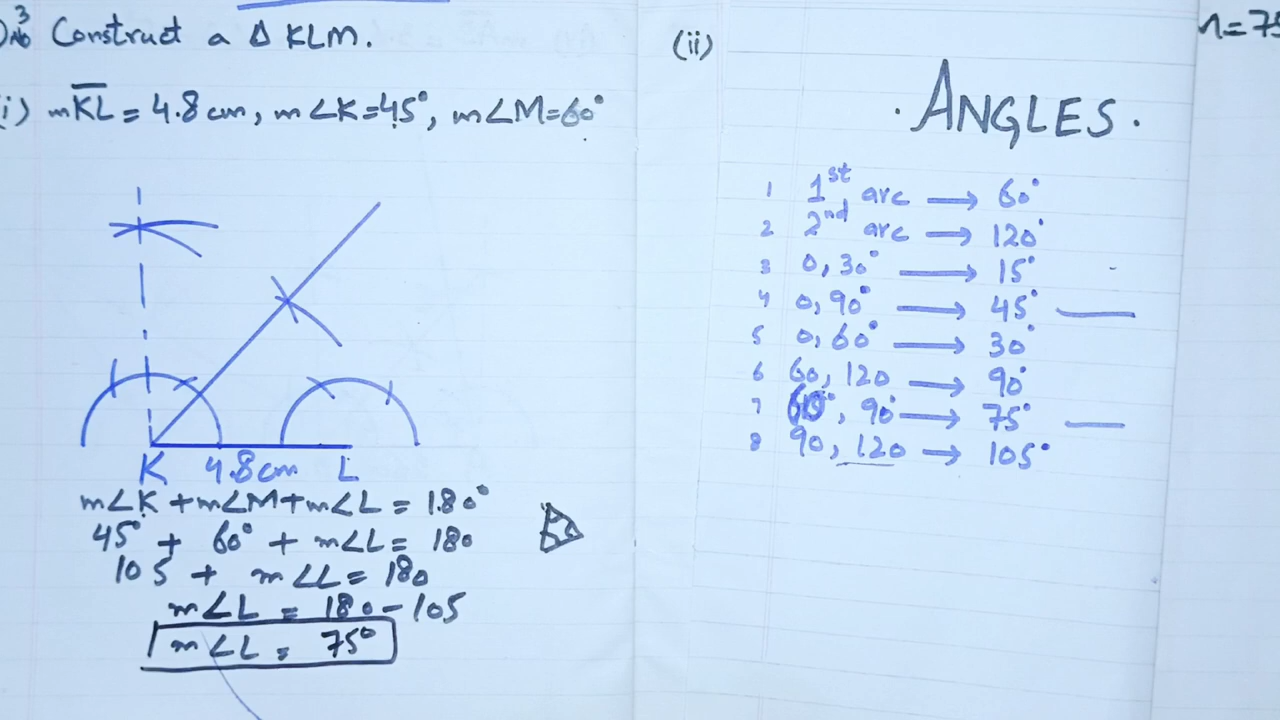 3
Construct a Δ KLM.
i) mKL = 4.8 cm, m∠K=45°, m∠M=60°
K 4.8cm L
m∠K + m∠M + m∠L = 180°
45° + 60° + m∠L = 180
105 + m∠L = 180
m∠L = 180 - 105
m∠L = 75°
(ii)
. ANGLES .
1 1st arc → 60°
2 2nd arc → 120°
3 0, 30° → 15°
4 0, 90° → 45°
5 0, 60° → 30°
6 60, 120 → 90°
7 60°, 90° → 75°
8 90, 120 → 105°